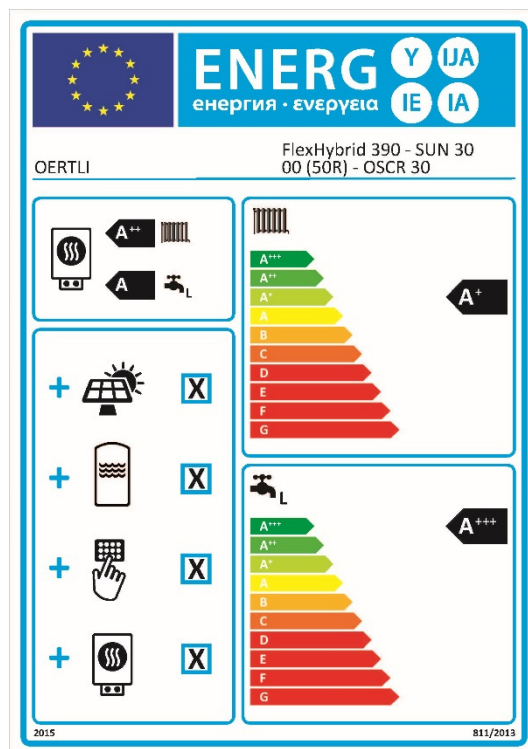 ENERG
Y
IJA
енергия · ενεργεια
IE
IA
OERTLI
FlexHybrid 390 - SUN 30
00 (50R) - OSCR 30
A++
A
L
+
X
+
X
+
X
+
X
A+++
A++
A+
A
B
C
D
E
F
G
A+
L
A+++
A++
A+
A
B
C
D
E
F
G
A+++
2015
811/2013